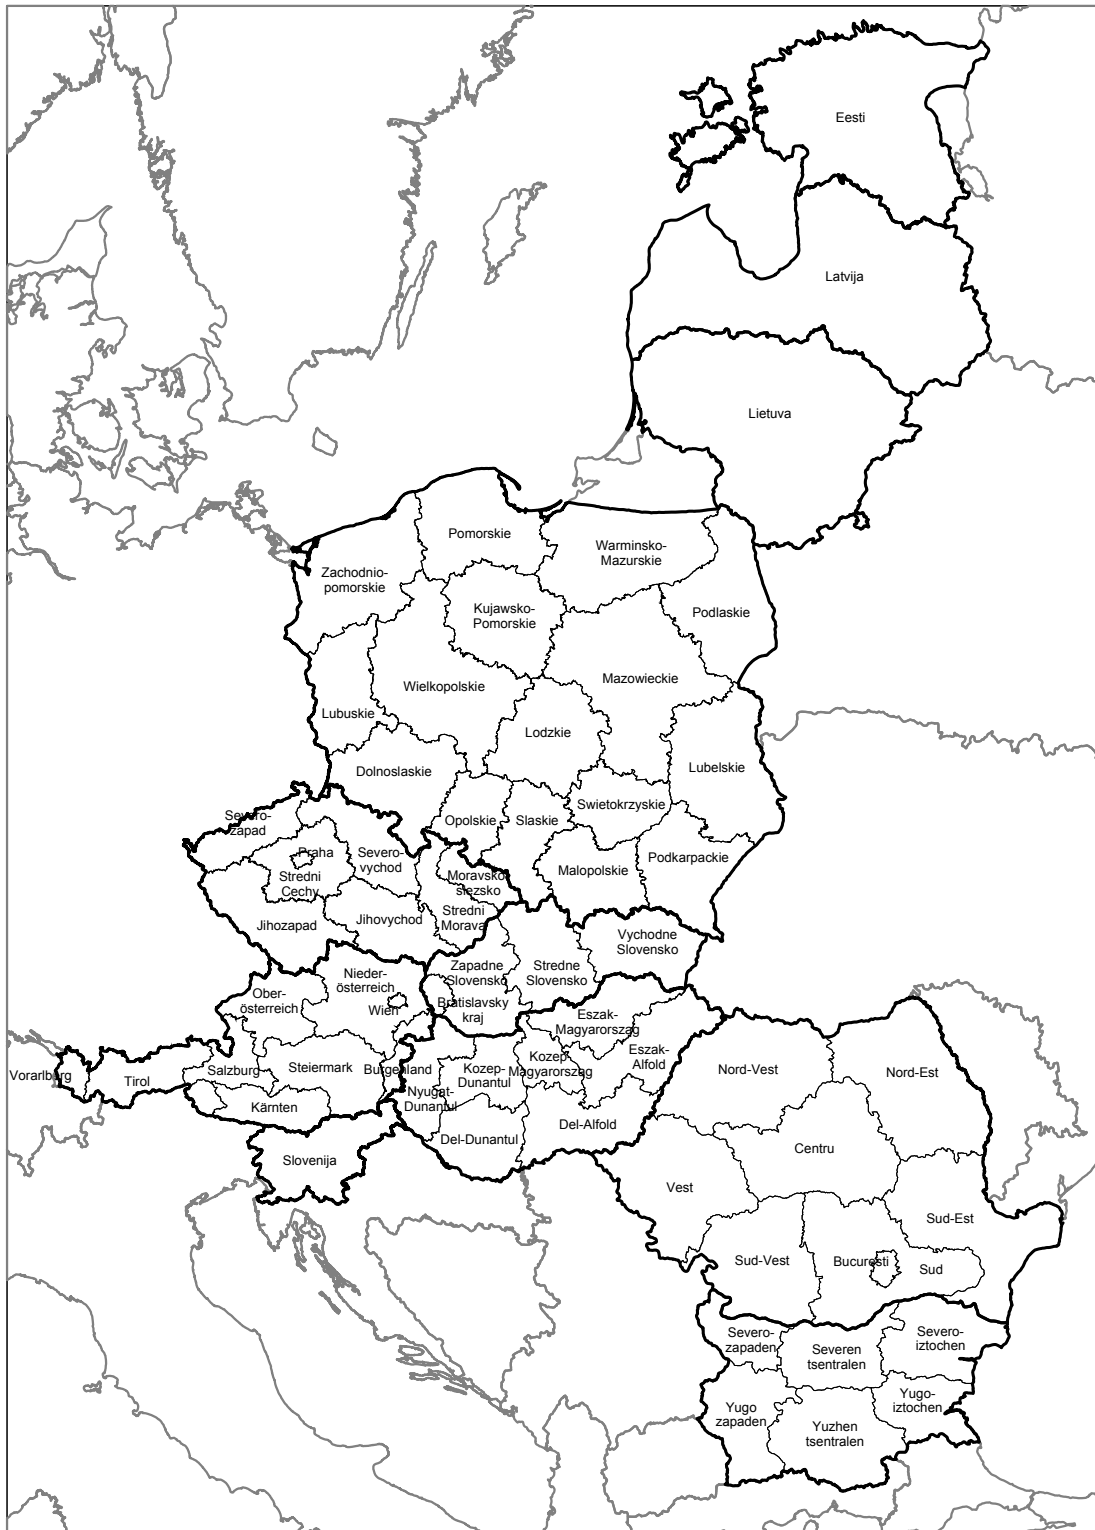 Eesti
Latvija
Lietuva
Pomorskie
Warminsko-
Mazurskie
Zachodnio-
pomorskie
Kujawsko-
Pomorskie
Podlaskie
Mazowieckie
Wielkopolskie
Lubuskie
Lodzkie
Dolnoslaskie
Lubelskie
Swietokrzyskie
Opolskie
Slaskie
Severo-
zapad
Praha
Severo-
vychod
Podkarpackie
Malopolskie
Stredni
Cechy
Moravsko-
slezsko
Stredni
Morava
Jihovychod
Jihozapad
Vychodne
Slovensko
Zapadne
Slovensko
Stredne
Slovensko
Nieder-
österreich
Ober-
österreich
Wien
Bratislavsky
kraj
Eszak-
Magyarorszag
Eszak-
Alfold
Kozep-
Magyarorszag
Kozep-
Dunantul
Vorarlberg
Tirol
Salzburg
Steiermark
Burgenland
Nord-Vest
Nord-Est
Nyugat-
Dunantul
Kärnten
Del-Alfold
Del-Dunantul
Centru
Slovenija
Vest
Sud-Est
Sud-Vest
Bucuresti
Sud
Severo-
zapaden
Severen
tsentralen
Severo-
iztochen
Yugo
zapaden
Yuzhen
tsentralen
Yugo-
iztochen